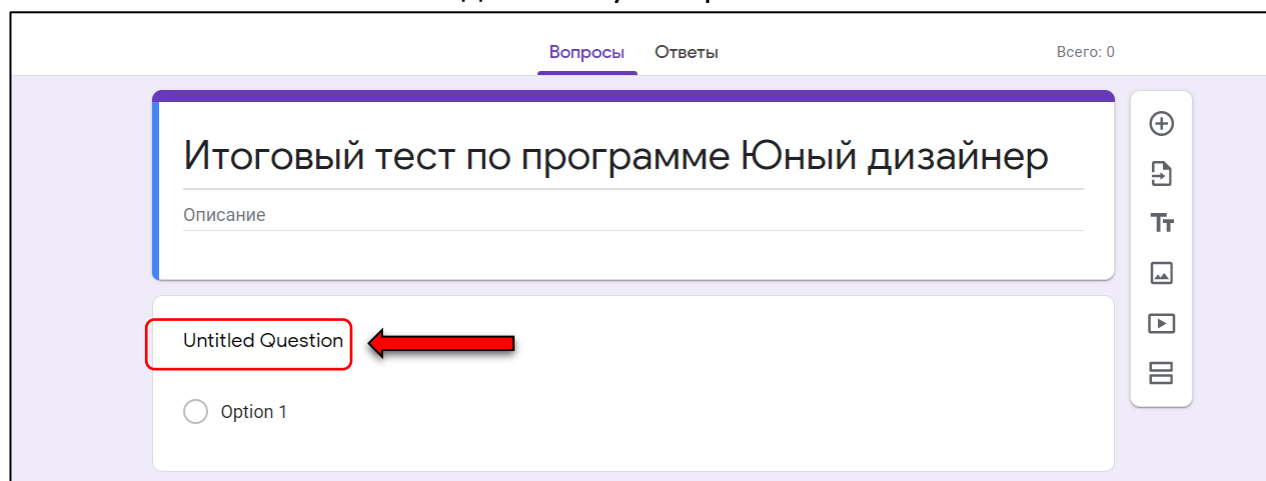 Вопросы Ответы Всего: 0
Итоговый тест по программе Юный дизайнер
Описание
Untitled Question
Option 1